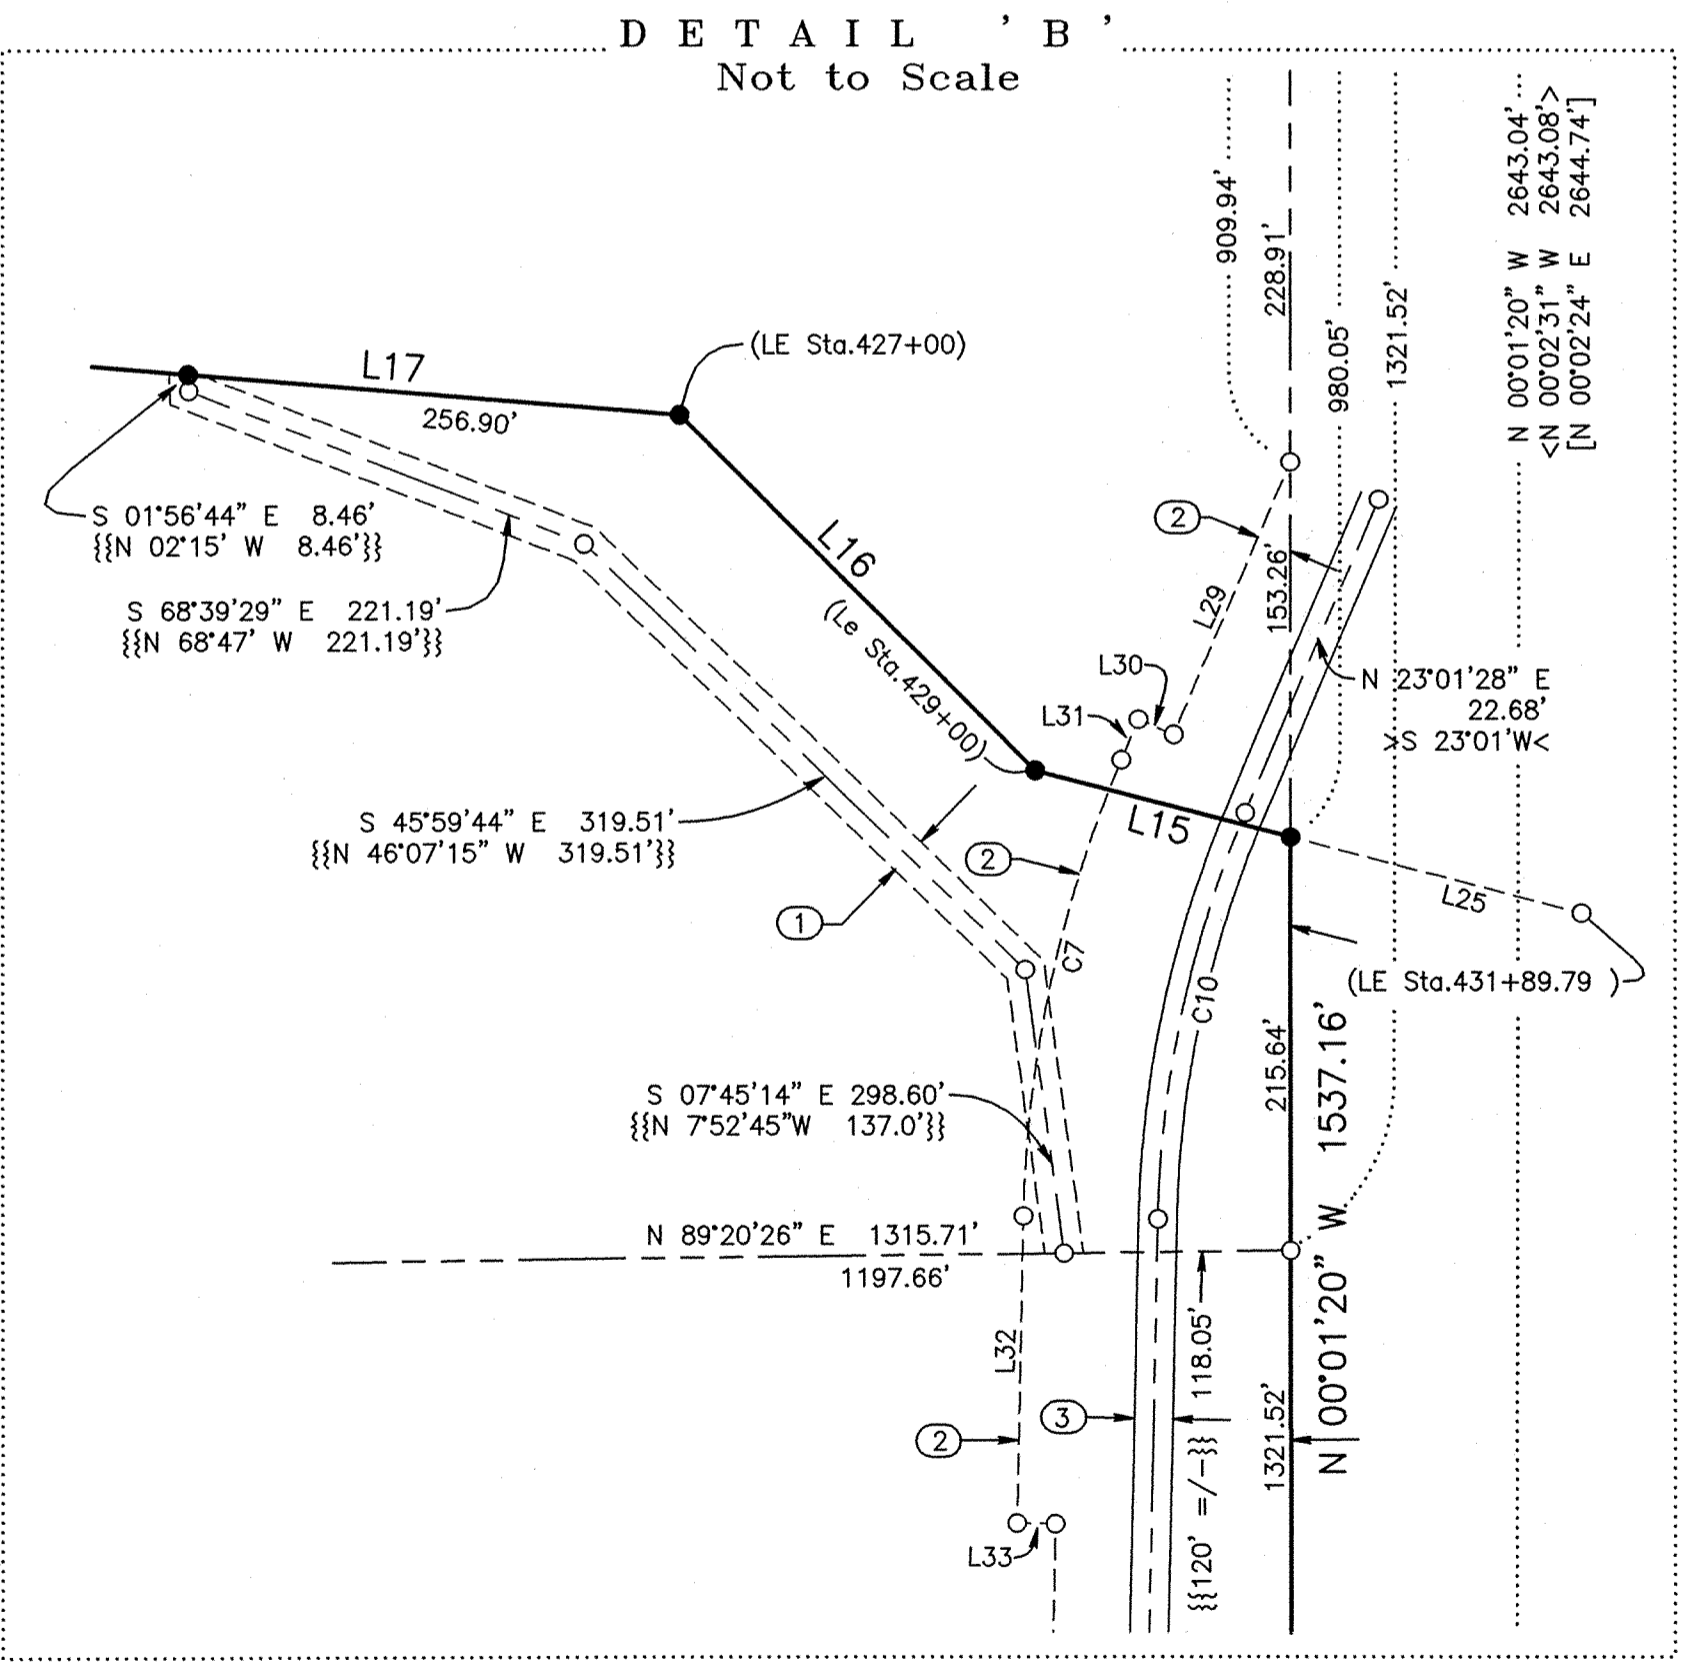 DETAIL 'B'
Not to Scale
909.94'
228.91'
980.05'
1321.52'
N 00°01'20" W 2643.04'
<N 00°02'31" W 2643.08'>
[N 00°02'24" E 2644.74']
(LE Sta.427+00)
L17
256.90'
S 01°56'44" E 8.46'
{{N 02°15' W 8.46'}}
S 68°39'29" E 221.19'
{{N 68°47' W 221.19'}}
L16
(Le Sta.429+00)
2
L29
153.26'
L30
L31
N 23°01'28" E
22.68'
>S 23°01'W<
S 45°59'44" E 319.51'
{{N 46°07'15" W 319.51'}}
L15
2
1
C7
L25
C10
(LE Sta.431+89.79 )
215.64'
N 00°01'20" W 1537.16'
S 07°45'14" E 298.60'
{{N 7°52'45"W 137.0'}}
N 89°20'26" E 1315.71'
1197.66'
L32
2
3
{{120' =/-}} 118.05'
1321.52'
L33